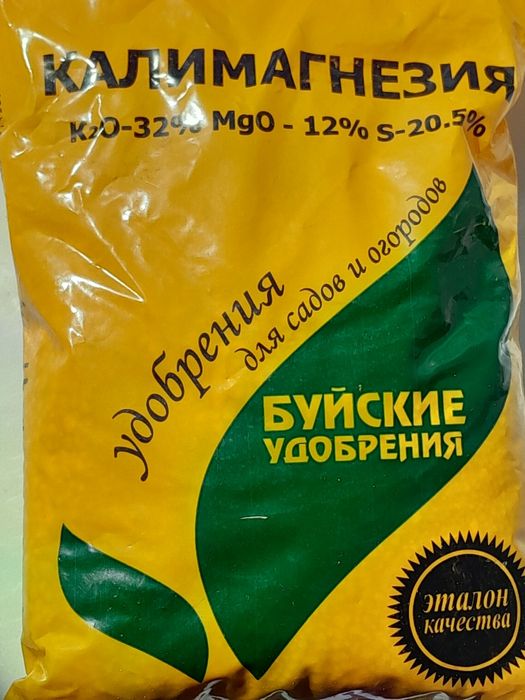 КАЛИМАГНЕЗИЯ
K₂O-32% MgO - 12% S-20.5%
удобрения
для садов и огородов
БУЙСКИЕ
УДОБРЕНИЯ
эталон
качества